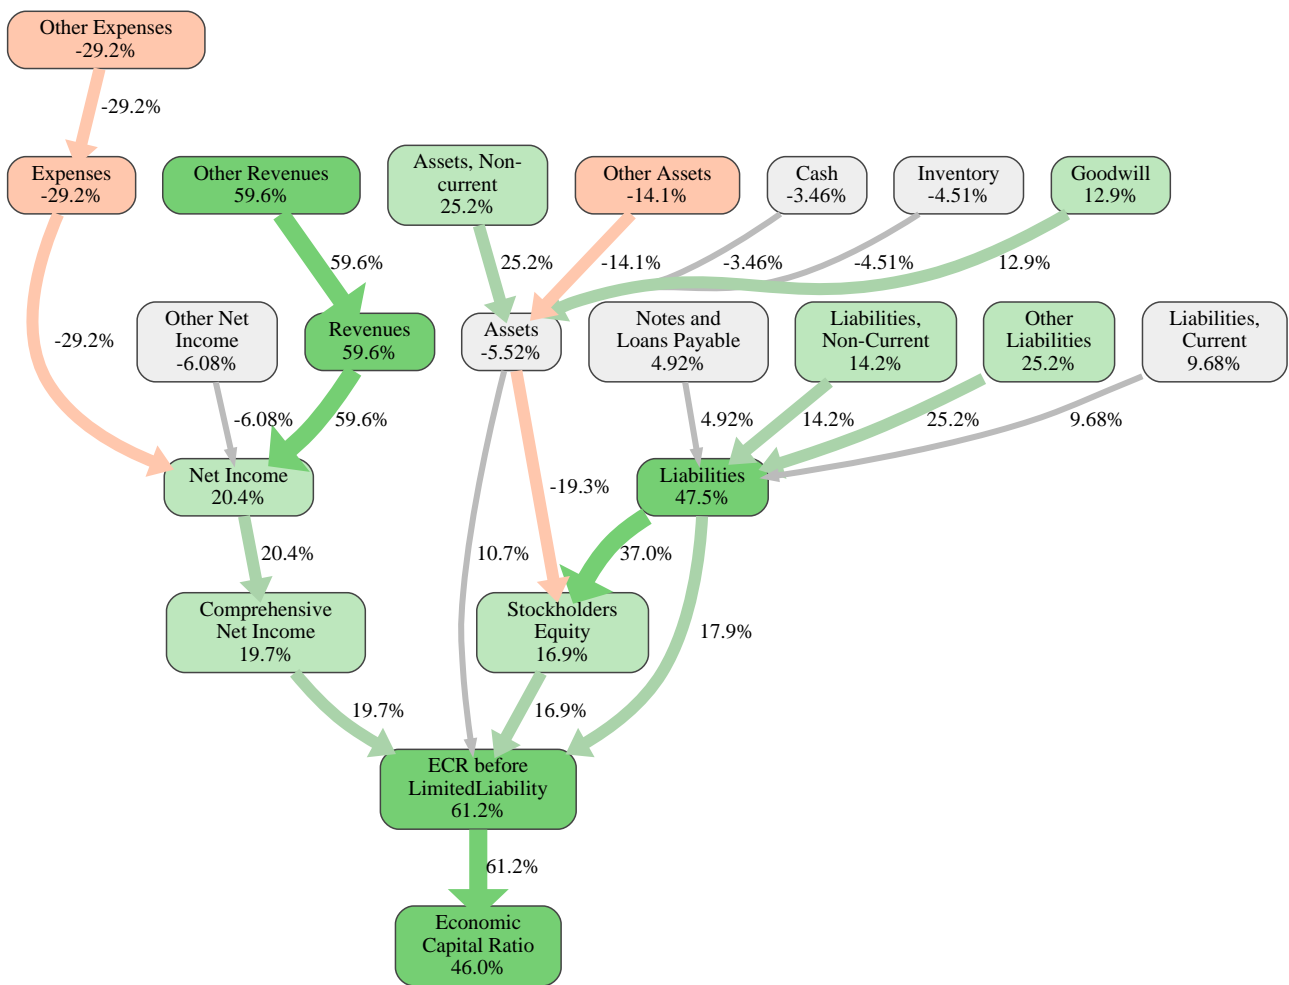 Other Expenses
-29.2%
-29.2%
Expenses
-29.2%
Other Revenues
59.6%
Assets, Non-
current
25.2%
Other Assets
-14.1%
Cash
-3.46%
Inventory
-4.51%
Goodwill
12.9%
59.6%
25.2%
-14.1%
-3.46%
-4.51%
12.9%
-29.2%
Other Net
Income
-6.08%
Revenues
59.6%
Assets
-5.52%
Notes and
Loans Payable
4.92%
Liabilities,
Non-Current
14.2%
Other
Liabilities
25.2%
Liabilities,
Current
9.68%
-6.08%
59.6%
4.92%
14.2%
25.2%
9.68%
Net Income
20.4%
-19.3%
Liabilities
47.5%
20.4%
10.7%
37.0%
Comprehensive
Net Income
19.7%
Stockholders
Equity
16.9%
17.9%
19.7%
16.9%
ECR before
LimitedLiability
61.2%
61.2%
Economic
Capital Ratio
46.0%